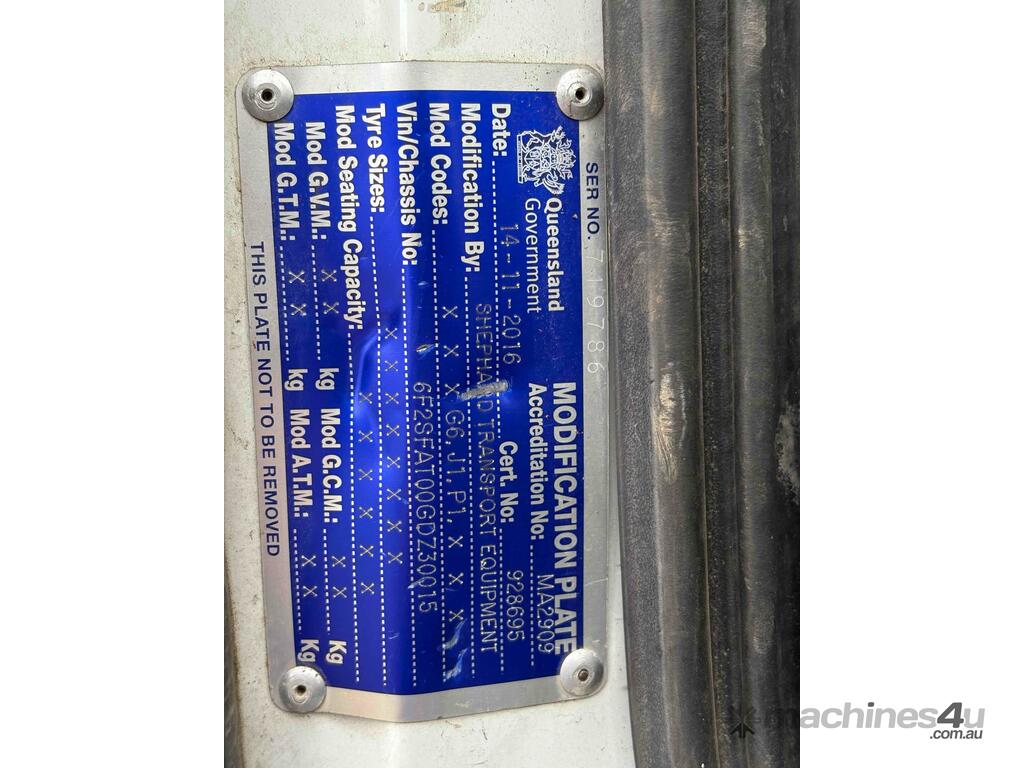 SER NO. 719786
Queensland
Government
MODIFICATION PLATE
Accreditation No: MA2909
Date: 14-11-2016 Cert. No: 928695
Modification By: SHEPHARD TRANSPORT EQUIPMENT
Mod Codes: X X X G6, J1, P1, X X X
Vin/Chassis No: 6F2SFAT00GDZ30015
Tyre Sizes: X X X X X X X X
Mod Seating Capacity: X X X X X X
Mod G.V.M.: X X kg Mod G.C.M.: X X Kg
Mod G.T.M.: X X kg Mod A.T.M.: X X Kg
THIS PLATE NOT TO BE REMOVED
machines4u
.com.au